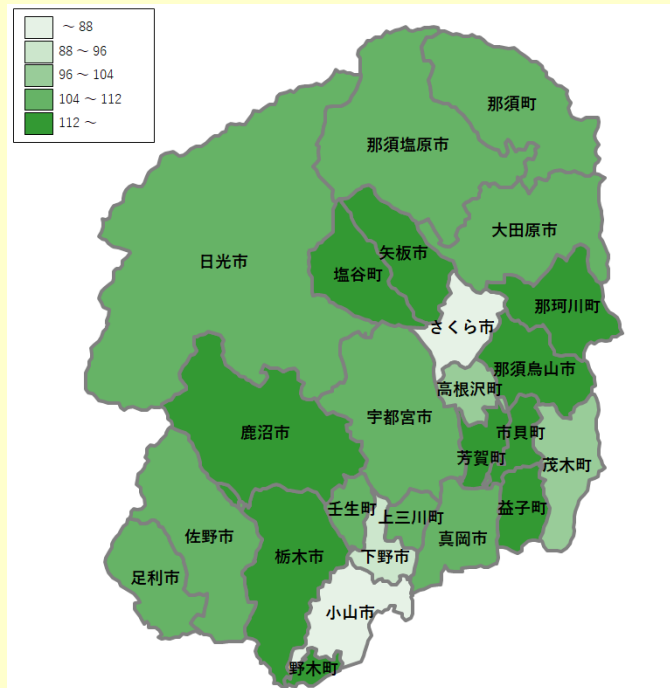 ～ 88
88 ～ 96
96 ～ 104
104 ～ 112
112 ～
那須町
那須塩原市
大田原市
矢板市
日光市
塩谷町
那珂川町
さくら市
那須烏山市
高根沢町
宇都宮市
鹿沼市
市貝町
芳賀町
茂木町
壬生町
上三川町
益子町
佐野市
真岡市
栃木市
下野市
足利市
小山市
野木町